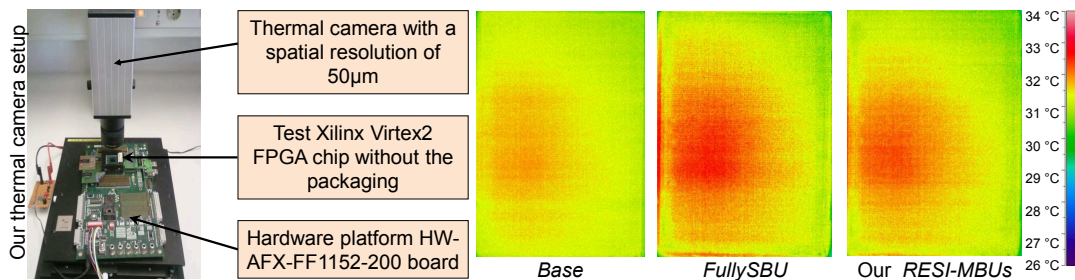 Our thermal camera setup
Thermal camera with a
spatial resolution of
50µm
Test Xilinx Virtex2
FPGA chip without the
packaging
Hardware platform HW-
AFX-FF1152-200 board
Base
FullySBU
Our RESI-MBUs
34 °C
33 °C
32 °C
31 °C
30 °C
29 °C
28 °C
27 °C
26 °C